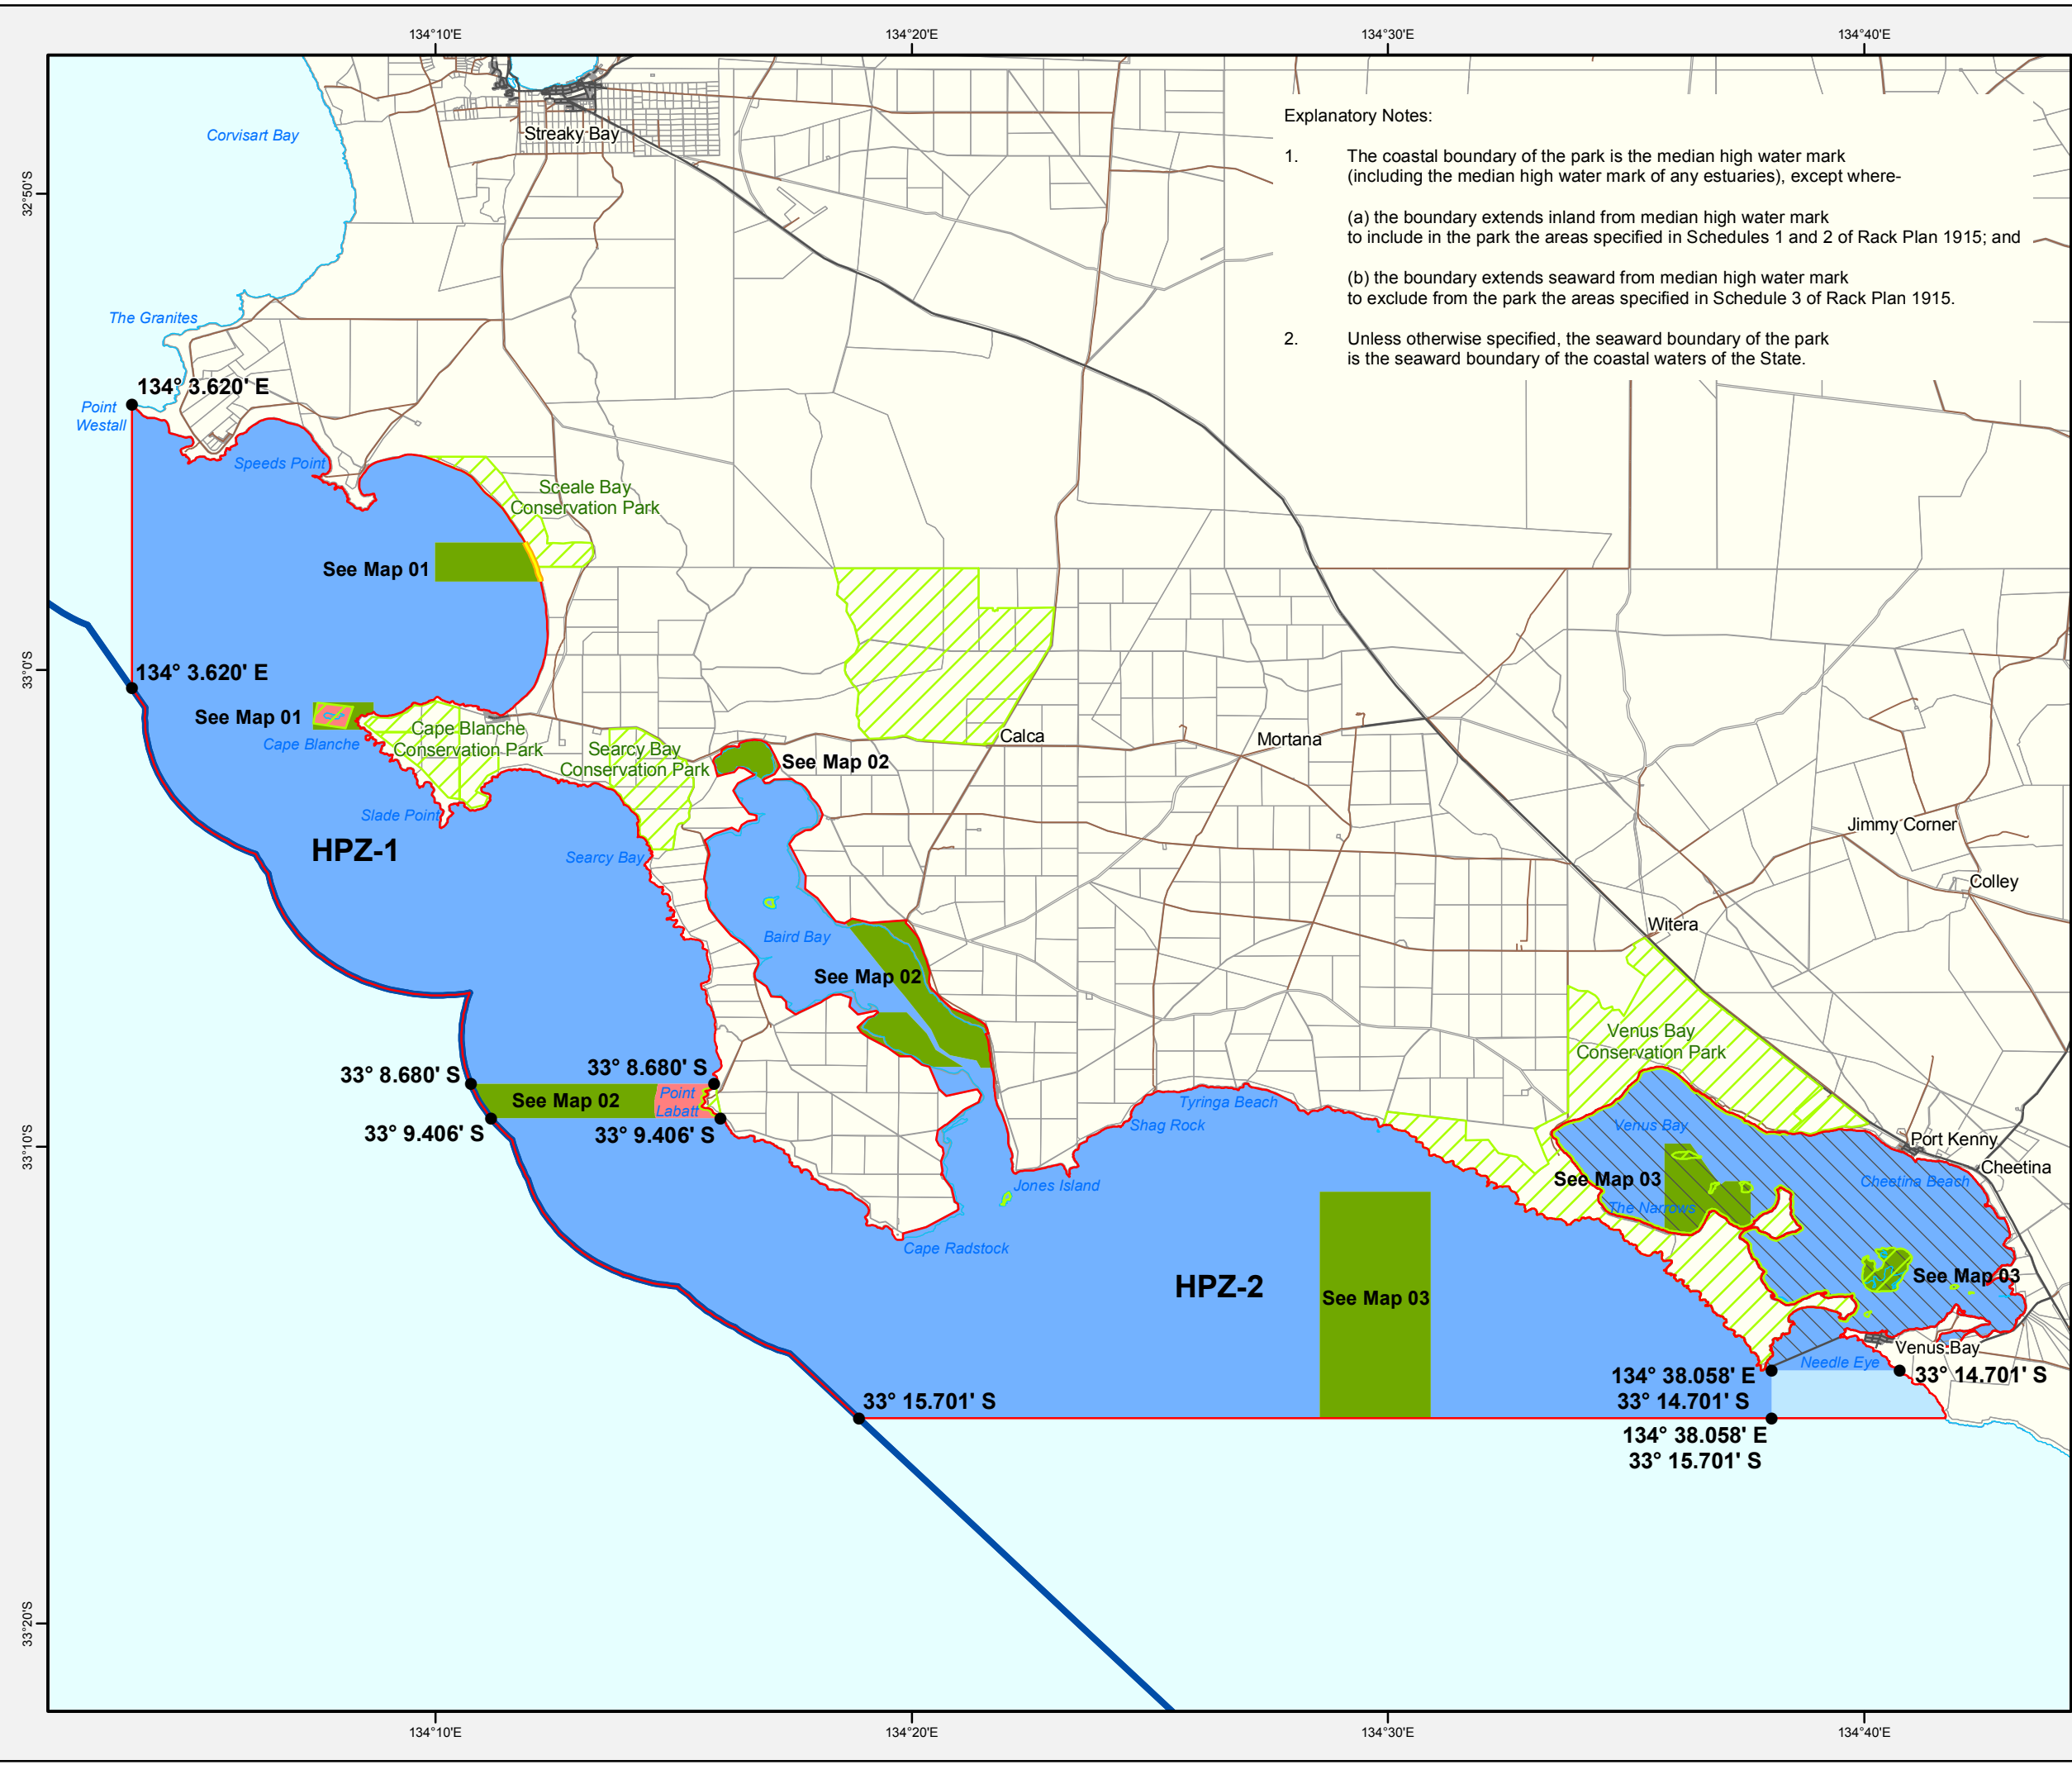 134°10'E
134°20'E
134°30'E
134°40'E
32°50'S
33°0'S
33°10'S
33°20'S
Explanatory Notes:
1. The coastal boundary of the park is the median high water mark
(including the median high water mark of any estuaries), except where-
(a) the boundary extends inland from median high water mark
to include in the park the areas specified in Schedules 1 and 2 of Rack Plan 1915; and
(b) the boundary extends seaward from median high water mark
to exclude from the park the areas specified in Schedule 3 of Rack Plan 1915.
2. Unless otherwise specified, the seaward boundary of the park
is the seaward boundary of the coastal waters of the State.
Corvisart Bay
Streaky Bay
The Granites
134° 3.620' E
Point
Westall
Speeds Point
Sceale Bay
Conservation Park
See Map 01
134° 3.620' E
See Map 01
Cape Blanche
Cape Blanche
Conservation Park
Searcy Bay
Conservation Park
See Map 02
Calca
Mortana
Slade Point
HPZ-1
Searcy Bay
Jimmy Corner
Colley
Witera
Baird Bay
See Map 02
Venus Bay
Conservation Park
33° 8.680' S
33° 8.680' S
See Map 02
Point
Labatt
33° 9.406' S
33° 9.406' S
Tyringa Beach
Shag Rock
Venus Bay
Port Kenny
Cheetina
See Map 03
Cheetina Beach
Jones Island
The Narrows
Cape Radstock
HPZ-2
See Map 03
See Map 03
Venus Bay
Needle Eye
134° 38.058' E
33° 14.701' S
33° 14.701' S
33° 15.701' S
134° 38.058' E
33° 15.701' S
134°10'E
134°20'E
134°30'E
134°40'E